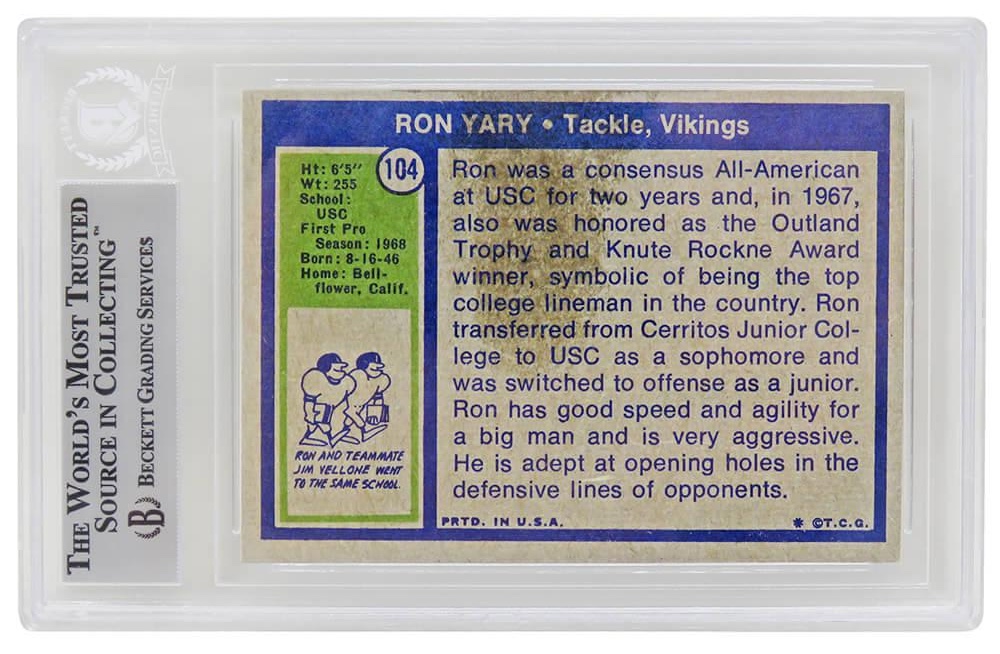 THE WORLD'S MOST TRUSTED
SOURCE IN COLLECTING™
BECKETT GRADING SERVICES
RON YARY • Tackle, Vikings
104
Ht: 6'5"
Wt: 255
School:
USC
First Pro
Season: 1968
Born: 8-16-46
Home: Bell-
flower, Calif.
RON AND TEAMMATE
JIM YELLONE WENT
TO THE SAME SCHOOL.
Ron was a consensus All-American
at USC for two years and, in 1967,
also was honored as the Outland
Trophy and Knute Rockne Award
winner, symbolic of being the top
college lineman in the country. Ron
transferred from Cerritos Junior Col-
lege to USC as a sophomore and
was switched to offense as a junior.
Ron has good speed and agility for
a big man and is very aggressive.
He is adept at opening holes in the
defensive lines of opponents.
PRTD. IN U.S.A.
* ©T.C.G.